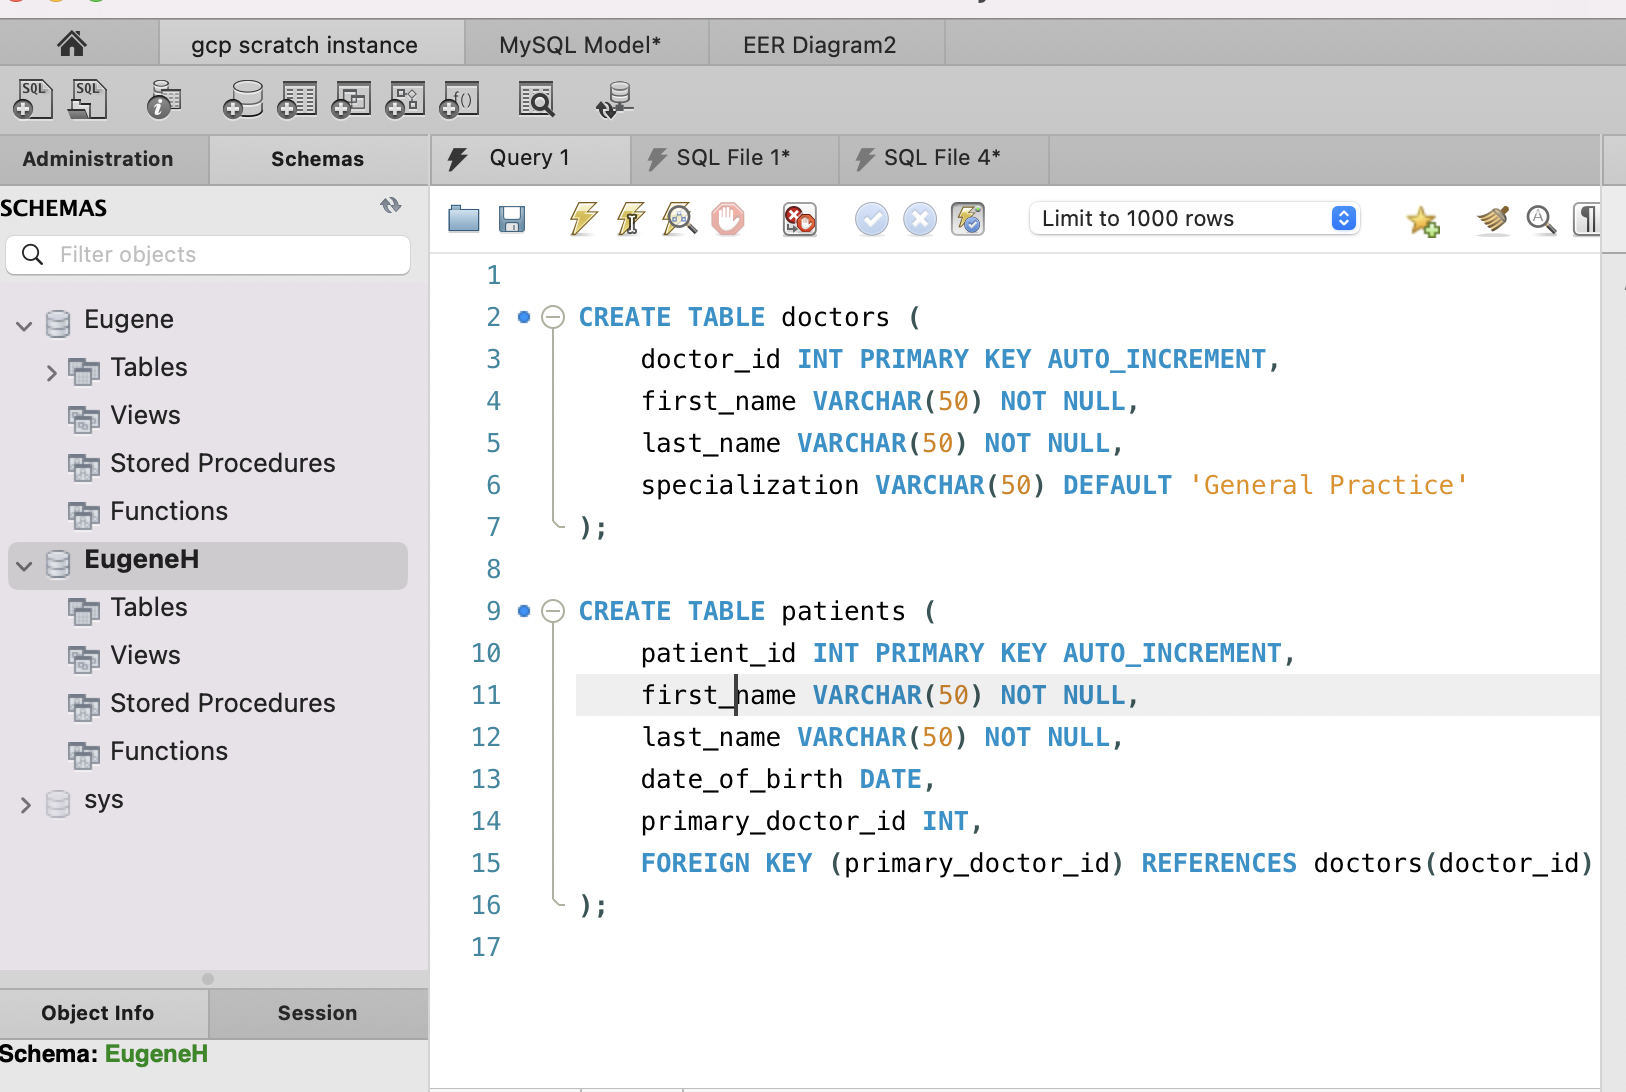 gcp scratch instance
MySQL Model*
EER Diagram2
SQL
SQL
Administration
Schemas
Query 1
SQL File 1*
SQL File 4*
SCHEMAS
Limit to 1000 rows
Filter objects
Eugene
Tables
Views
Stored Procedures
Functions
EugeneH
Tables
Views
Stored Procedures
Functions
sys
1
2 CREATE TABLE doctors (
3 doctor_id INT PRIMARY KEY AUTO_INCREMENT,
4 first_name VARCHAR(50) NOT NULL,
5 last_name VARCHAR(50) NOT NULL,
6 specialization VARCHAR(50) DEFAULT 'General Practice'
7 );
8
9 CREATE TABLE patients (
10 patient_id INT PRIMARY KEY AUTO_INCREMENT,
11 first_name VARCHAR(50) NOT NULL,
12 last_name VARCHAR(50) NOT NULL,
13 date_of_birth DATE,
14 primary_doctor_id INT,
15 FOREIGN KEY (primary_doctor_id) REFERENCES doctors(doctor_id)
16 );
17
Object Info
Session
Schema: EugeneH